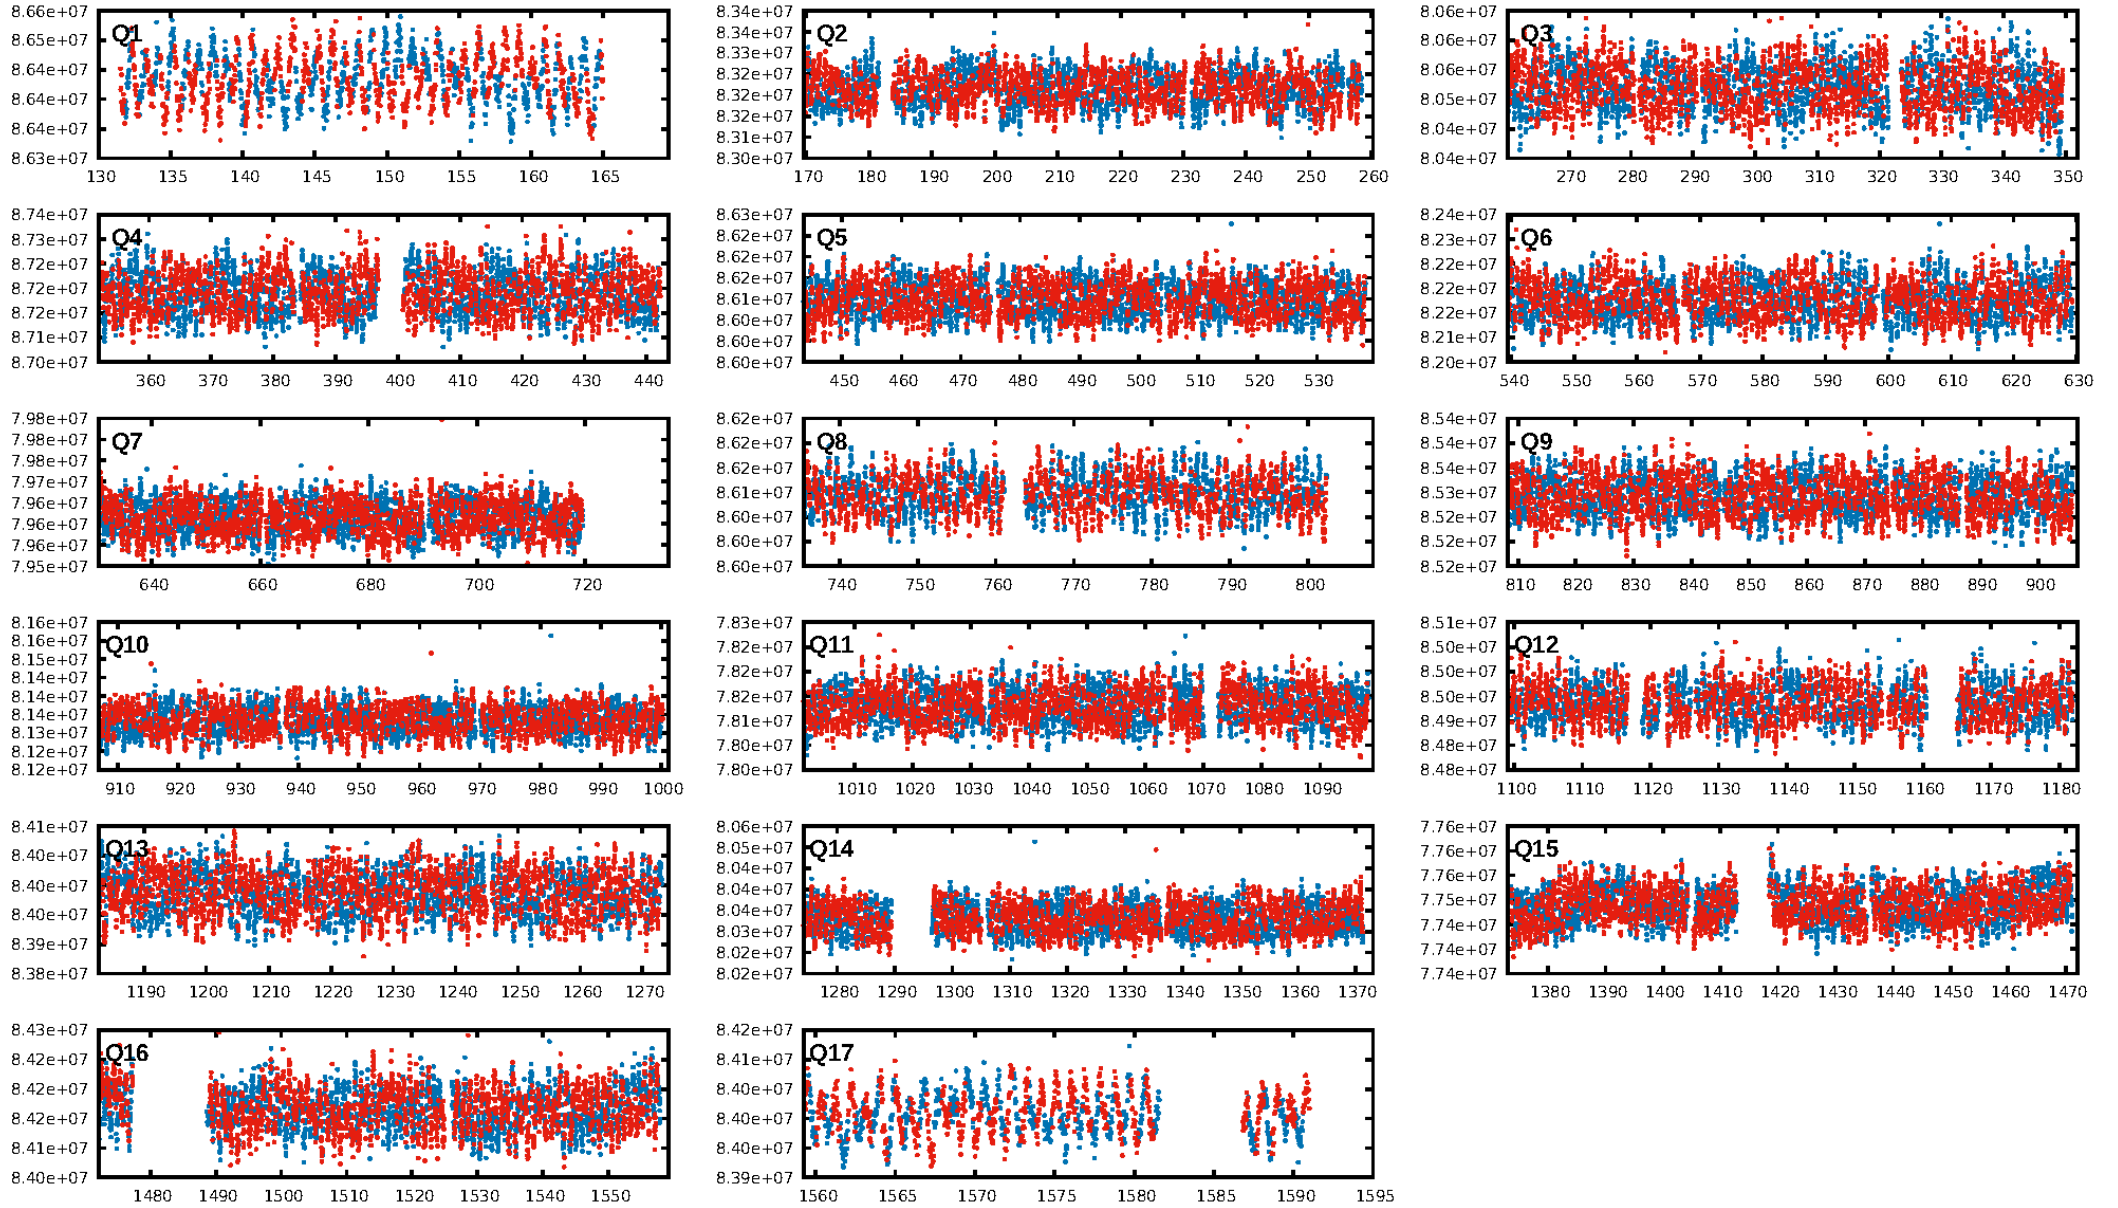 8.66e+07
8.65e+07
8.64e+07
8.64e+07
8.64e+07
8.63e+07
Q1
130 135 140 145 150 155 160 165
8.34e+07
8.34e+07
8.33e+07
8.32e+07
8.32e+07
8.32e+07
8.31e+07
8.30e+07
Q2
170 180 190 200 210 220 230 240 250 260
8.06e+07
8.06e+07
8.06e+07
8.05e+07
8.04e+07
8.04e+07
Q3
270 280 290 300 310 320 330 340 350
8.74e+07
8.73e+07
8.72e+07
8.72e+07
8.72e+07
8.71e+07
8.70e+07
Q4
360 370 380 390 400 410 420 430 440
8.63e+07
8.62e+07
8.62e+07
8.62e+07
8.61e+07
8.60e+07
8.60e+07
8.60e+07
Q5
450 460 470 480 490 500 510 520 530
8.24e+07
8.23e+07
8.22e+07
8.22e+07
8.22e+07
8.21e+07
8.20e+07
Q6
540 550 560 570 580 590 600 610 620 630
7.98e+07
7.98e+07
7.98e+07
7.97e+07
7.96e+07
7.96e+07
7.96e+07
7.95e+07
Q7
640 660 680 700 720
8.62e+07
8.62e+07
8.62e+07
8.61e+07
8.60e+07
8.60e+07
8.60e+07
Q8
740 750 760 770 780 790 800
8.54e+07
8.54e+07
8.54e+07
8.53e+07
8.52e+07
8.52e+07
8.52e+07
Q9
810 820 830 840 850 860 870 880 890 900
8.16e+07
8.16e+07
8.15e+07
8.14e+07
8.14e+07
8.14e+07
8.13e+07
8.12e+07
8.12e+07
Q10
910 920 930 940 950 960 970 980 990 1000
7.83e+07
7.82e+07
7.82e+07
7.82e+07
7.81e+07
7.80e+07
7.80e+07
Q11
1010 1020 1030 1040 1050 1060 1070 1080 1090
8.51e+07
8.50e+07
8.50e+07
8.50e+07
8.49e+07
8.48e+07
8.48e+07
Q12
1100 1110 1120 1130 1140 1150 1160 1170 1180
8.41e+07
8.40e+07
8.40e+07
8.40e+07
8.39e+07
8.38e+07
Q13
1190 1200 1210 1220 1230 1240 1250 1260 1270
8.06e+07
8.05e+07
8.04e+07
8.04e+07
8.04e+07
8.03e+07
8.02e+07
8.02e+07
Q14
1280 1290 1300 1310 1320 1330 1340 1350 1360 1370
7.76e+07
7.76e+07
7.76e+07
7.75e+07
7.74e+07
7.74e+07
7.74e+07
Q15
1380 1390 1400 1410 1420 1430 1440 1450 1460 1470
8.43e+07
8.42e+07
8.42e+07
8.42e+07
8.41e+07
8.40e+07
Q16
1480 1490 1500 1510 1520 1530 1540 1550
8.42e+07
8.41e+07
8.40e+07
8.40e+07
8.40e+07
8.39e+07
Q17
1560 1565 1570 1575 1580 1585 1590 1595